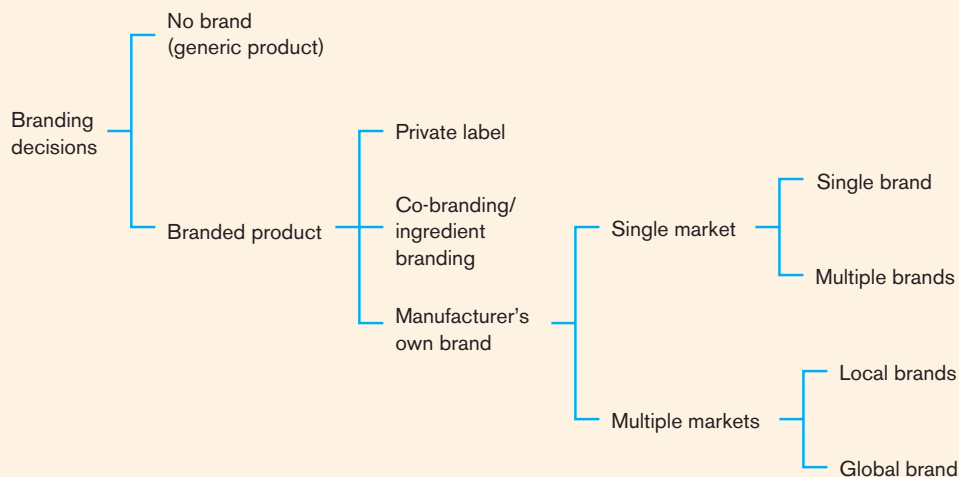 Branding
decisions
No brand
(generic product)
Branded product
Private label
Co-branding/
ingredient
branding
Manufacturer’s
own brand
Single market
Single brand
Multiple brands
Multiple markets
Local brands
Global brand